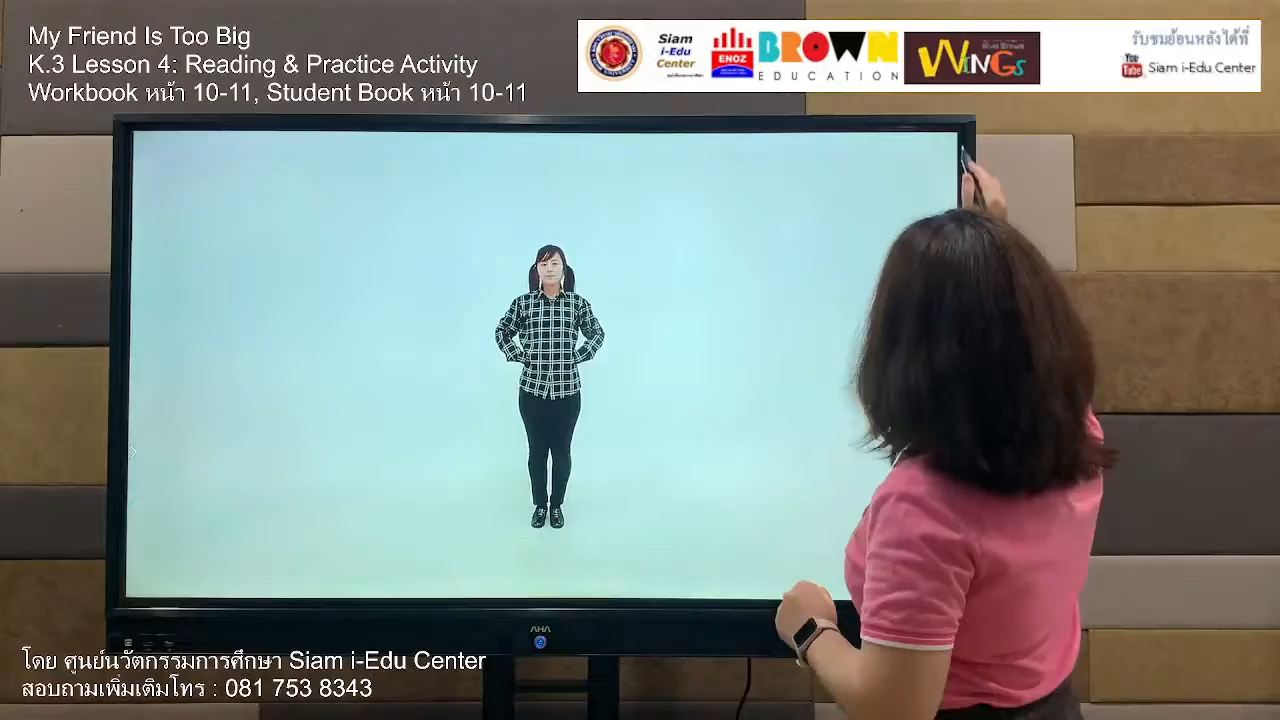 My Friend Is Too Big
K 3 Lesson 4: Reading & Practice Activity
Workbook หน้า 10-11, Student Book หน้า 10-11
Siam
i-Edu
Center
ENOZ
BROWN
EDUCATION
WINGS
รับชมย้อนหลังได้ที่
You
Tube
Siam i-Edu Center
AHA
โดย ศูนย์นวัตกรรมการศึกษา Siam i-Edu Center
สอบถามเพิ่มเติมโทร : 081 753 8343